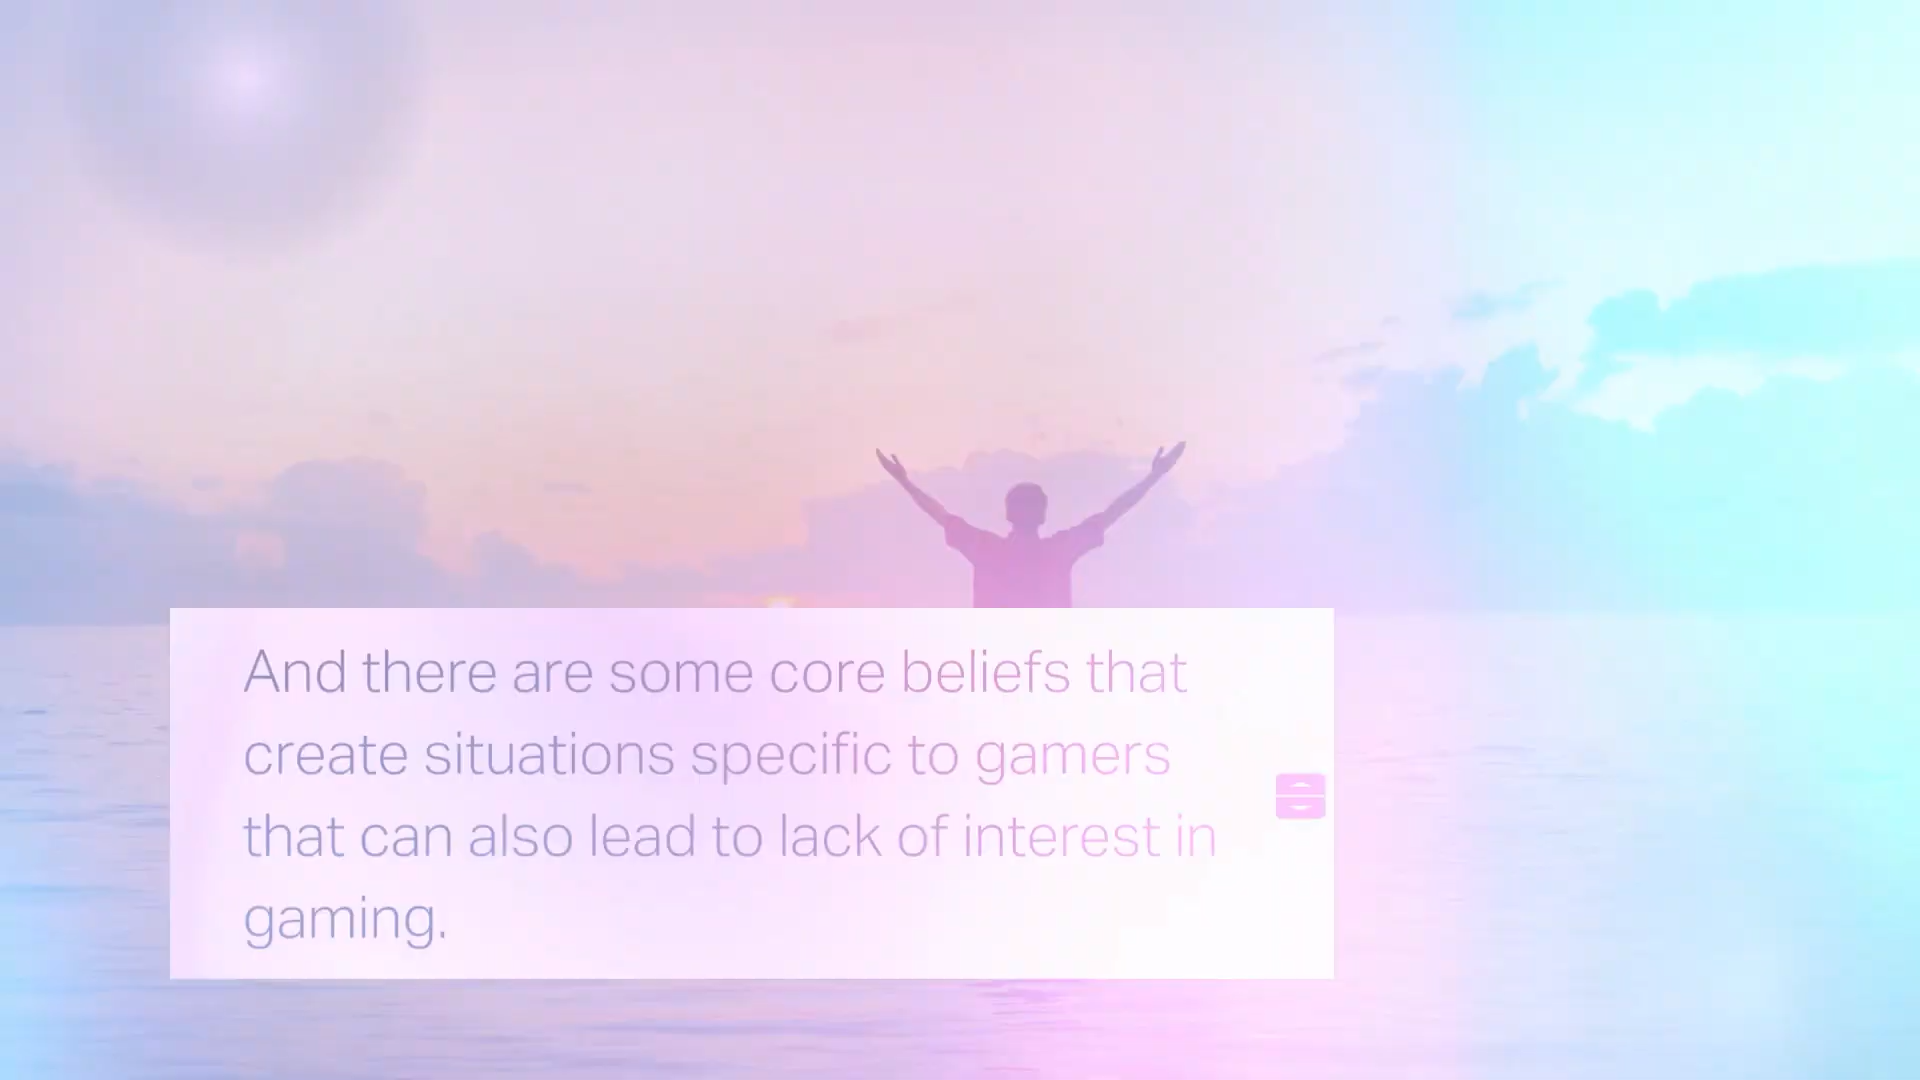 And there are some core beliefs that
create situations specific to gamers
that can also lead to lack of interest in
gaming.